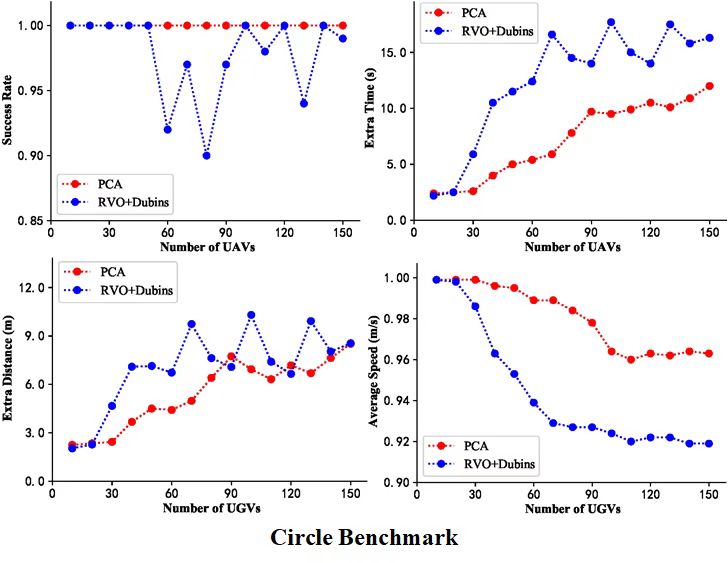 Success Rate
1.00
0.95
0.90
0.85
PCA
RVO+Dubins
0
30
60
90
120
150
Number of UAVs
Extra Time (s)
15.0
10.0
5.0
0. 0
PCA
RVO+Dubins
0
30
60
90
120
150
Number of UAVs
Extra Distance (m)
12. 0
9. 0
6. 0
3. 0
0. 0
PCA
RVO+Dubins
0
30
60
90
120
150
Number of UGVs
Average Speed (m/s)
1.00
0.98
0.96
0.94
0.92
0.90
PCA
RVO+Dubins
0
30
60
90
120
150
Number of UGVs
Circle Benchmark